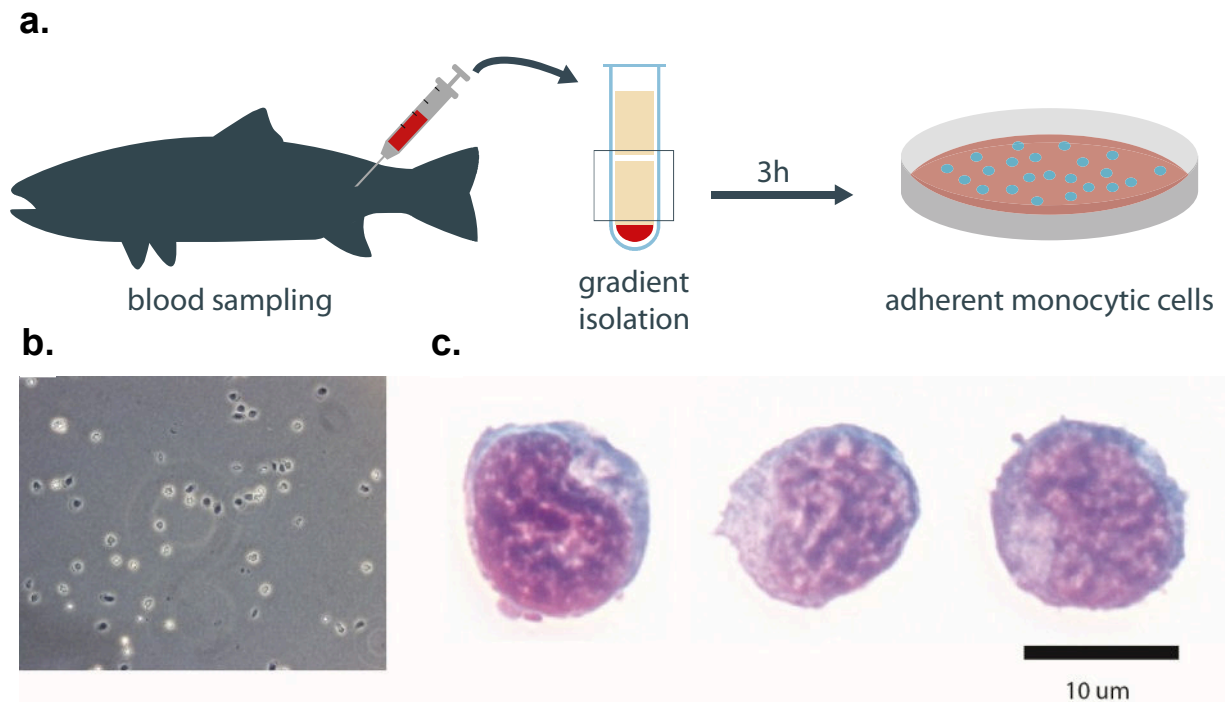 a.
3h
blood sampling
gradient
isolation
adherent monocytic cells
b.
c.
10 um